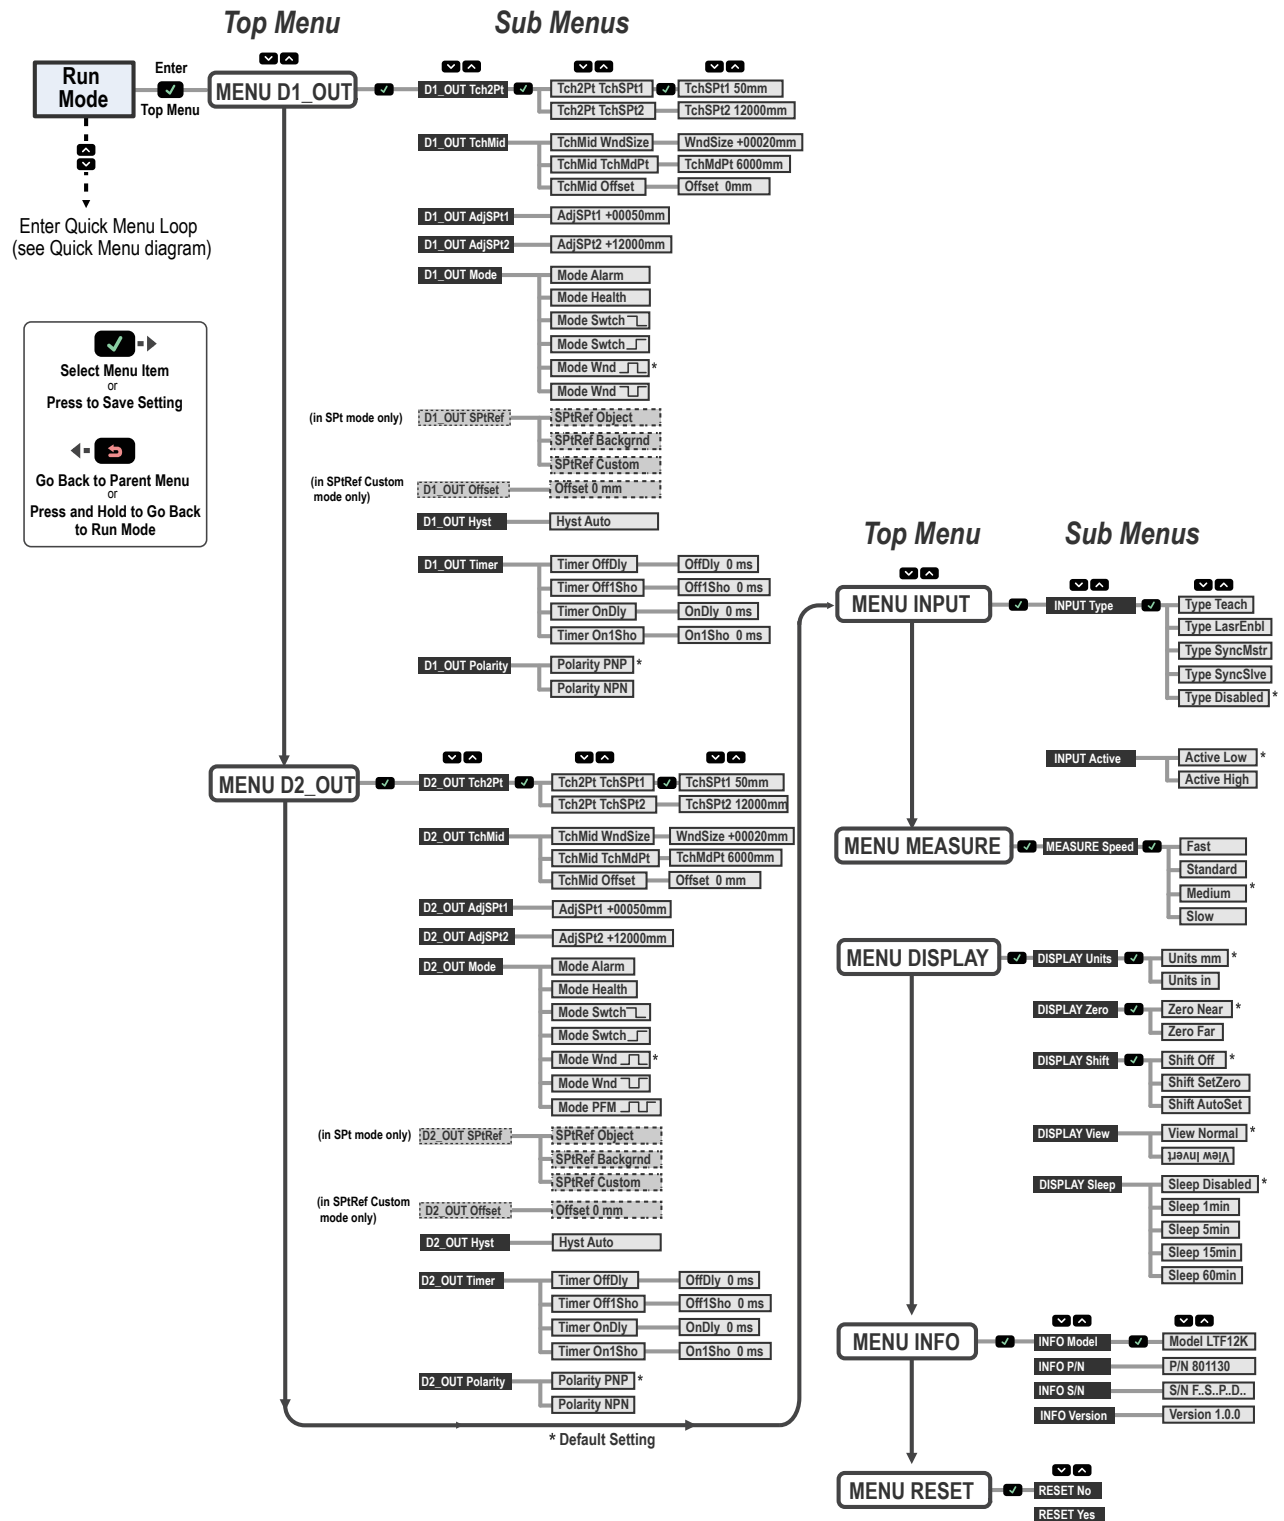 Top Menu
Sub Menus
Run
Mode
Enter
Top Menu
Enter Quick Menu Loop
(see Quick Menu diagram)
Select Menu Item
or
Press to Save Setting
Go Back to Parent Menu
or
Press and Hold to Go Back
to Run Mode
MENU D1_OUT
D1_OUT Tch2Pt
Tch2Pt TchSPt1
TchSPt1 50mm
Tch2Pt TchSPt2
TchSPt2 12000mm
D1_OUT TchMid
TchMid WndSize
WndSize +00020mm
TchMid TchMdPt
TchMdPt 6000mm
TchMid Offset
Offset 0mm
D1_OUT AdjSPt1
AdjSPt1 +00050mm
D1_OUT AdjSPt2
AdjSPt2 +12000mm
D1_OUT Mode
Mode Alarm
Mode Health
Mode Swtch
Mode Swtch
Mode Wnd *
Mode Wnd
(in SPt mode only)
D1_OUT SPtRef
SPtRef Object
SPtRef Backgrnd
SPtRef Custom
(in SPtRef Custom
mode only)
D1_OUT Offset
Offset 0 mm
D1_OUT Hyst
Hyst Auto
D1_OUT Timer
Timer OffDly
OffDly 0 ms
Timer Off1Sho
Off1Sho 0 ms
Timer OnDly
OnDly 0 ms
Timer On1Sho
On1Sho 0 ms
D1_OUT Polarity
Polarity PNP *
Polarity NPN
MENU D2_OUT
D2_OUT Tch2Pt
Tch2Pt TchSPt1
TchSPt1 50mm
Tch2Pt TchSPt2
TchSPt2 12000mm
D2_OUT TchMid
TchMid WndSize
WndSize +00020mm
TchMid TchMdPt
TchMdPt 6000mm
TchMid Offset
Offset 0 mm
D2_OUT AdjSPt1
AdjSPt1 +00050mm
D2_OUT AdjSPt2
AdjSPt2 +12000mm
D2_OUT Mode
Mode Alarm
Mode Health
Mode Swtch
Mode Swtch
Mode Wnd *
Mode Wnd
Mode PFM
(in SPt mode only)
D2_OUT SPtRef
SPtRef Object
SPtRef Backgrnd
SPtRef Custom
(in SPtRef Custom
mode only)
D2_OUT Offset
Offset 0 mm
D2_OUT Hyst
Hyst Auto
D2_OUT Timer
Timer OffDly
OffDly 0 ms
Timer Off1Sho
Off1Sho 0 ms
Timer OnDly
OnDly 0 ms
Timer On1Sho
On1Sho 0 ms
D2_OUT Polarity
Polarity PNP *
Polarity NPN
* Default Setting
Top Menu
Sub Menus
MENU INPUT
INPUT Type
Type Teach
Type LasrEnbl
Type SyncMstr
Type SyncSlve
Type Disabled *
INPUT Active
Active Low *
Active High
MENU MEASURE
MEASURE Speed
Fast
Standard
Medium *
Slow
MENU DISPLAY
DISPLAY Units
Units mm *
Units in
DISPLAY Zero
Zero Near *
Zero Far
DISPLAY Shift
Shift Off *
Shift SetZero
Shift AutoSet
DISPLAY View
View Normal *
View Invert
DISPLAY Sleep
Sleep Disabled *
Sleep 1min
Sleep 5min
Sleep 15min
Sleep 60min
MENU INFO
INFO Model
Model LTF12K
INFO P/N
P/N 801130
INFO S/N
S/N F..S..P..D..
INFO Version
Version 1.0.0
MENU RESET
RESET No
RESET Yes